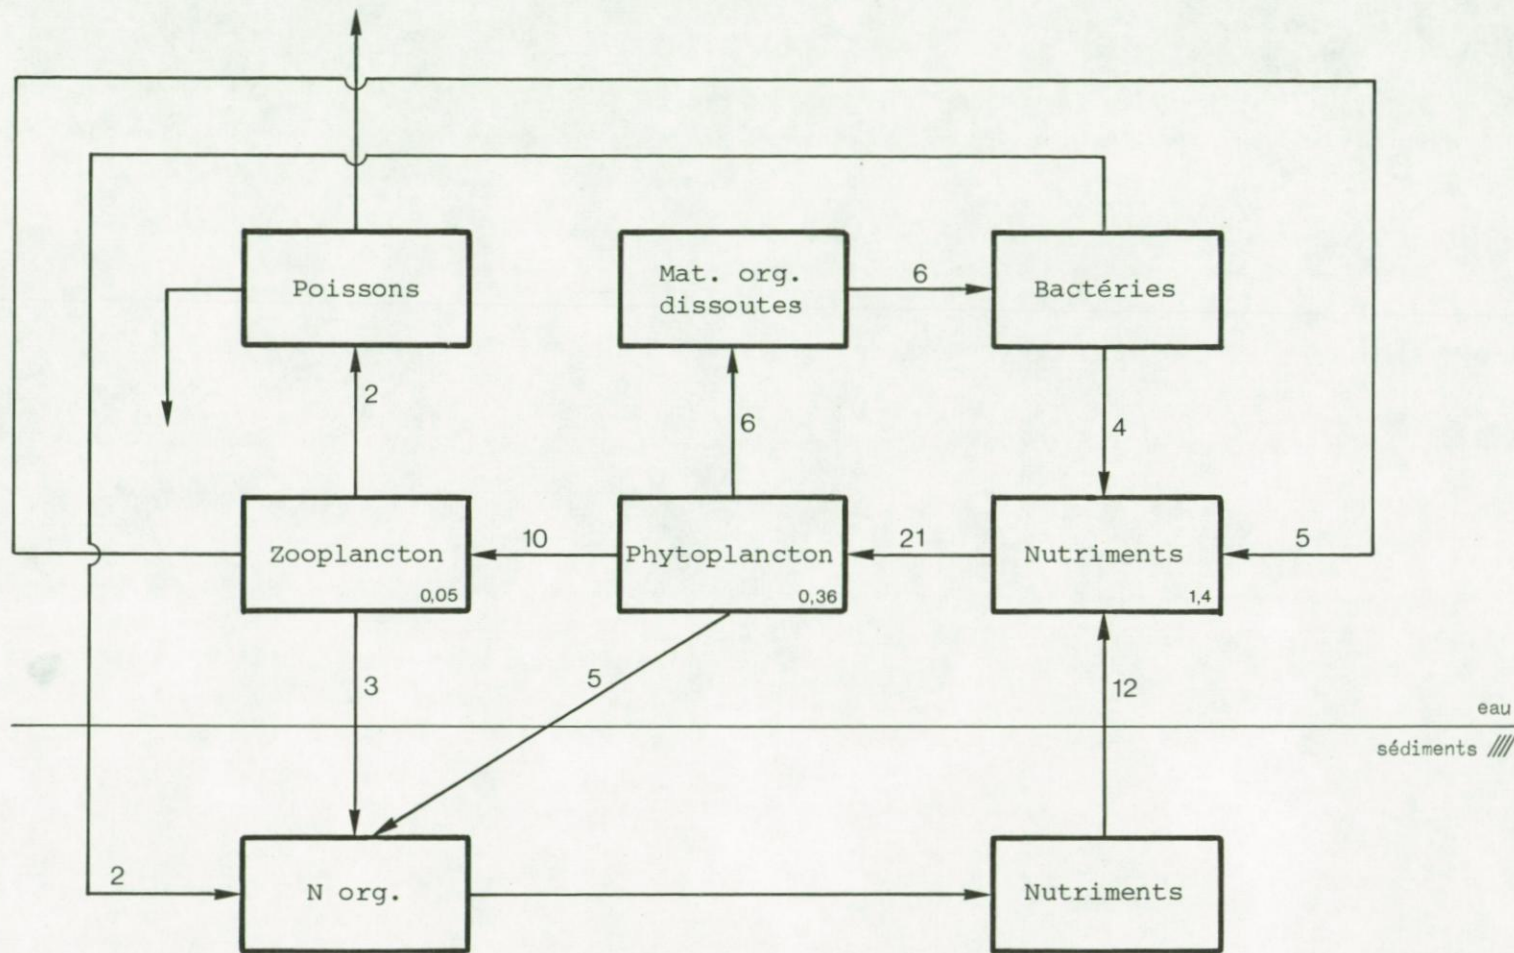 Poissons
Mat. org.
dissoutes
6
Bactéries
2
6
4
Zooplancton
0,05
10
Phytoplancton
0,36
21
Nutriments
1,4
5
3
5
12
eau
sédiments
2
N org.
Nutriments